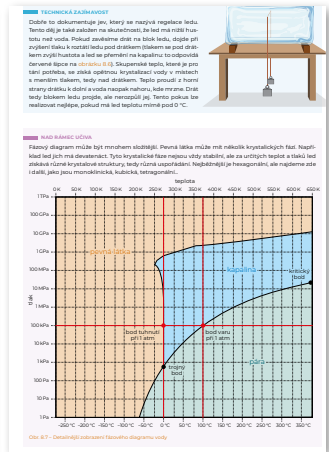 TECHNICKÁ ZAJÍMAVOST
Dobře to dokumentuje jev, který se nazývá regelace ledu.
Tento děj je také založen na skutečnosti, že led má nižší hus-
totu než voda. Pokud zavěsíme drát na blok ledu, dojde při
zvýšení tlaku k roztátí ledu pod drátkem (tlakem se pod drát-
kem zvýší hustota a led se přemění na kapalinu; to odpovídá
červené šipce na obrázku 8.6). Skupenské teplo, které je pro
tání potřeba, se získá opětnou krystalizací vody v místech
s menším tlakem, tedy nad drátkem. Teplo proudí z horní
strany drátku k dolní a voda naopak nahoru, kde mrzne. Drát
tedy blokem ledu projde, ale nerozpůlí jej. Tento pokus lze
realizovat nejlépe, pokud má led teplotu mírně pod 0 °C.
NAD RÁMEC UČIVA
Fázový diagram může být mnohem složitější. Pevná látka může mít několik krystalických fází. Napří-
klad led jich má devatenáct. Tyto krystalické fáze nejsou vždy stabilní, ale za určitých teplot a tlaků led
získává různé krystalové struktury, tedy různá uspořádání. Nejběžnější je hexagonální, ale najdeme zde
i další, jako jsou monoklinická, kubická, tetragonální...
teplota
0 K 50 K 100 K 150 K 200 K 250 K 300 K 350 K 400 K 450 K 500 K 550 K 600 K 650 K
1 TPa
100 GPa
10 GPa
1 GPa
100 MPa
10 MPa
1 MPa
100 kPa
10 kPa
1 kPa
100 Pa
10 Pa
1 Pa
tlak
pevná látka
kapalina
kritický
bod
bod tuhnutí
při 1 atm
bod varu
při 1 atm
trojný
bod
pára
-250 °C -200 °C -150 °C -100 °C -50 °C 0 °C 50 °C 100 °C 150 °C 200 °C 250 °C 300 °C 350 °C
Obr. 8.7 – Detailnější zobrazení fázového diagramu vody.